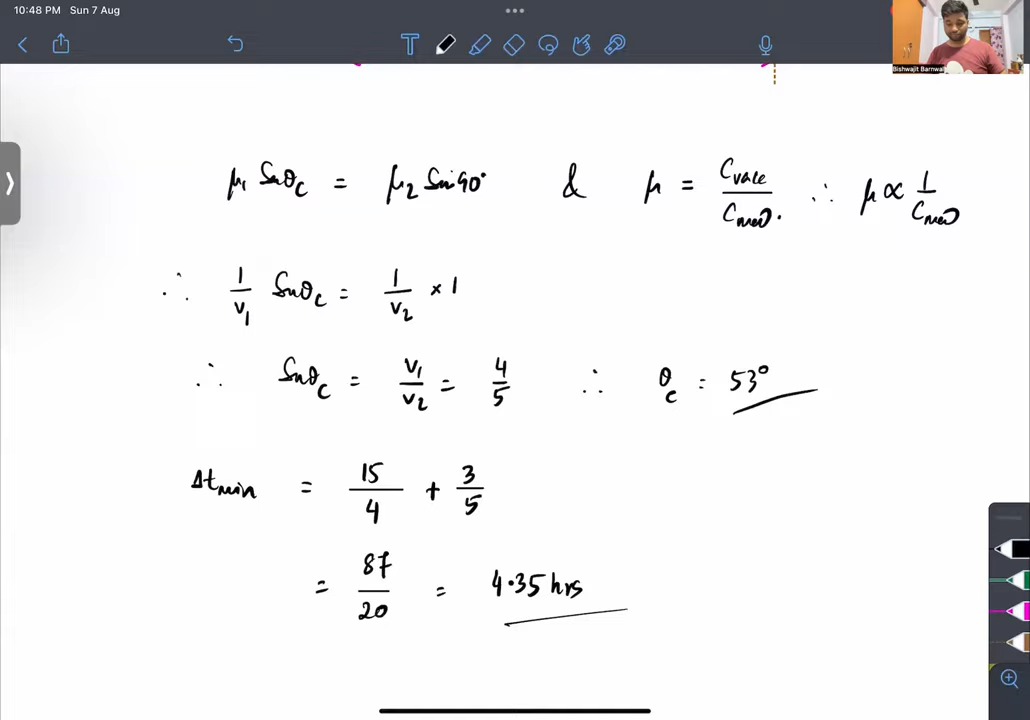 10:48 PM Sun 7 Aug
Bishwajit Barnwal
μ₁ Sinθc = μ₂ Sin90° & μ = Cvacc/Cmed. ∴ μ ∝ 1/Cmed
∴ 1/v₁ Sinθc = 1/v₂ × 1
∴ Sinθc = v₁/v₂ = 4/5 ∴ θc = 53°
Δtmin = 15/4 + 3/5
= 87/20 = 4.35 hrs